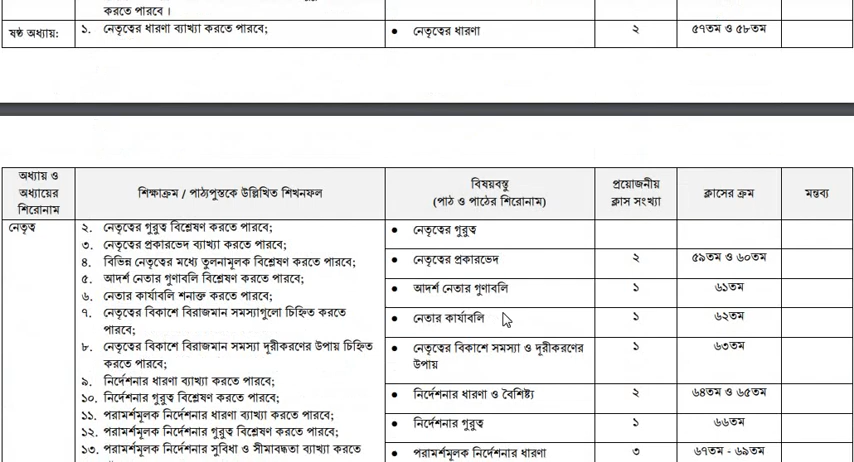 করতে পারবে।
ষষ্ঠ অধ্যায়: ১. নেতৃত্বের ধারণা ব্যাখ্যা করতে পারবে; • নেতৃত্বের ধারণা ২ ৫৭তম ও ৫৮তম
অধ্যায় ও
অধ্যায়ের
শিরোনাম
শিক্ষাক্রম / পাঠ্যপুস্তকে উল্লিখিত শিখনফল
বিষয়বস্তু
(পাঠ ও পাঠের শিরোনাম)
প্রয়োজনীয়
ক্লাস সংখ্যা
ক্লাসের ক্রম
মন্তব্য
নেতৃত্ব
২. নেতৃত্বের গুরুত্ব বিশ্লেষণ করতে পারবে;
৩. নেতৃত্বের প্রকারভেদ ব্যাখ্যা করতে পারবে;
৪. বিভিন্ন নেতৃত্বের মধ্যে তুলনামূলক বিশ্লেষণ করতে পারবে;
৫. আদর্শ নেতার গুণাবলি বিশ্লেষণ করতে পারবে;
৬. নেতার কার্যাবলি শনাক্ত করতে পারবে;
৭. নেতৃত্বের বিকাশে বিরাজমান সমস্যাগুলো চিহ্নিত করতে
পারবে;
৮. নেতৃত্বের বিকাশে বিরাজমান সমস্যা দূরীকরণের উপায় চিহ্নিত
করতে পারবে;
৯. নির্দেশনার ধারণা ব্যাখ্যা করতে পারবে;
১০. নির্দেশনার গুরুত্ব বিশ্লেষণ করতে পারবে;
১১. পরামর্শমূলক নির্দেশনার ধারণা ব্যাখ্যা করতে পারবে;
১২. পরামর্শমূলক নির্দেশনার গুরুত্ব বিশ্লেষণ করতে পারবে;
১৩. পরামর্শমূলক নির্দেশনার সুবিধা ও সীমাবদ্ধতা ব্যাখ্যা করতে
• নেতৃত্বের গুরুত্ব
• নেতৃত্বের প্রকারভেদ ২ ৫৯তম ও ৬০তম
• আদর্শ নেতার গুণাবলি ১ ৬১তম
• নেতার কার্যাবলি ১ ৬২তম
• নেতৃত্বের বিকাশে সমস্যা ও দূরীকরণের ১ ৬৩তম
উপায়
• নির্দেশনার ধারণা ও বৈশিষ্ট্য ২ ৬৪তম ও ৬৫তম
• নির্দেশনার গুরুত্ব ১ ৬৬তম
• পরামর্শমূলক নির্দেশনার ধারণা ৩ ৬৭তম - ৬৯তম